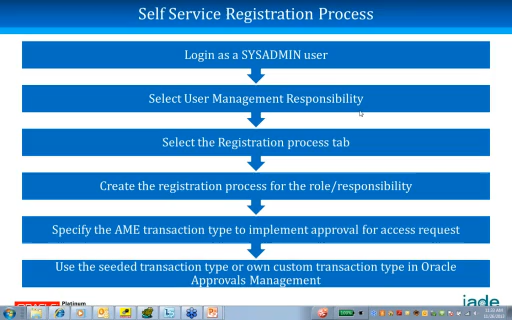 Self Service Registration Process
Login as a SYSADMIN user
Select User Management Responsibility
Select the Registration process tab
Create the registration process for the role/responsibility
Specify the AME transaction type to implement approval for access request
Use the seeded transaction type or own custom transaction type in Oracle
Approvals Management
ORACLE Platinum
jade